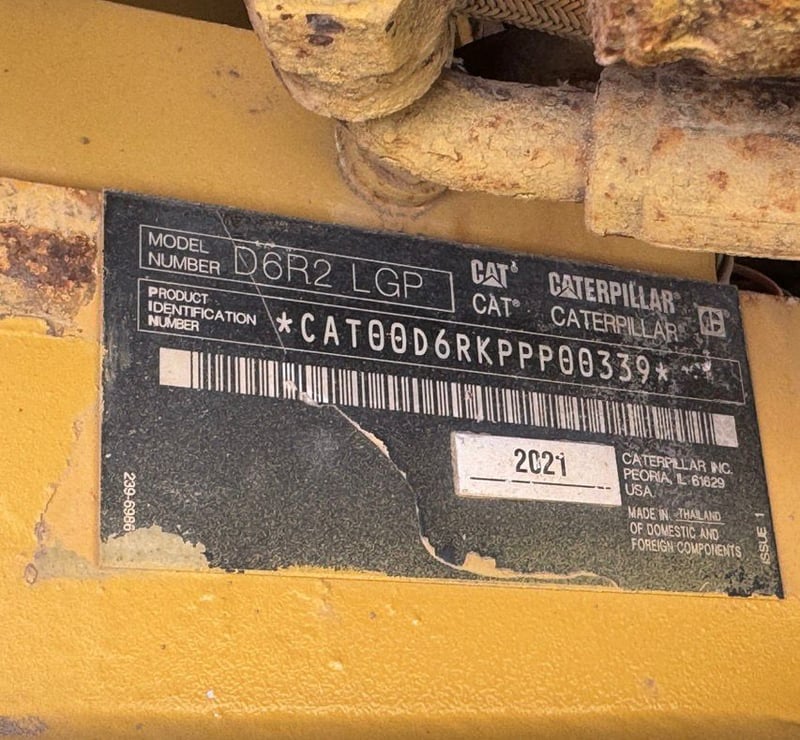 MODEL
NUMBER D6R2 LGP
CAT® CATERPILLAR®
CAT® CATERPILLAR®
PRODUCT
IDENTIFICATION
NUMBER
*CAT00D6RKPPP00339*
2021
CATERPILLAR INC.
PEORIA, IL 61629
USA.
MADE IN THAILAND
OF DOMESTIC AND
FOREIGN COMPONENTS
239-6986
ISSUE 1